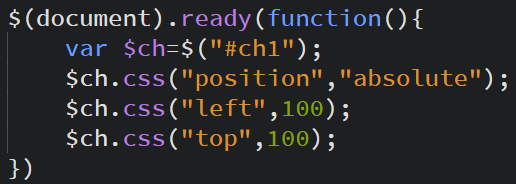 $(document).ready(function(){
    var $ch=$("#ch1");
    $ch.css("position","absolute");
    $ch.css("left",100);
    $ch.css("top",100);
})